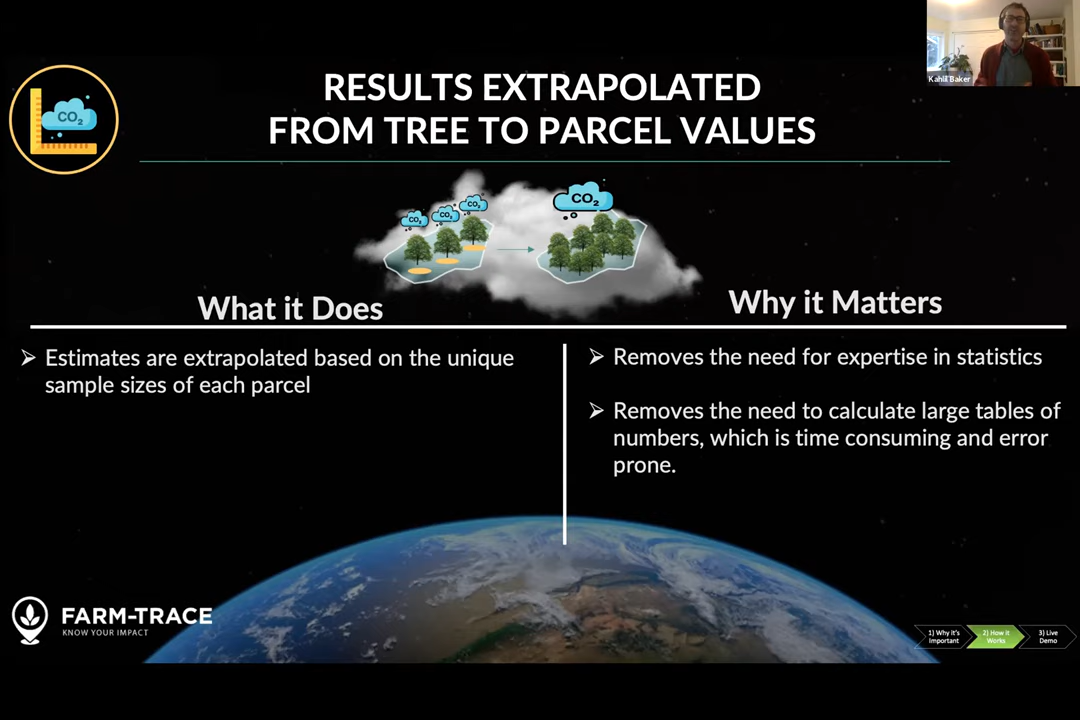 Kahlil Baker
RESULTS EXTRAPOLATED
FROM TREE TO PARCEL VALUES
CO₂
CO₂
CO₂
CO₂
CO₂
What it Does
Why it Matters
➢ Estimates are extrapolated based on the unique
sample sizes of each parcel
➢ Removes the need for expertise in statistics
➢ Removes the need to calculate large tables of
numbers, which is time consuming and error
prone.
FARM-TRACE
KNOW YOUR IMPACT
1) Why it's
Important
2) How it
Works
3) Live
Demo